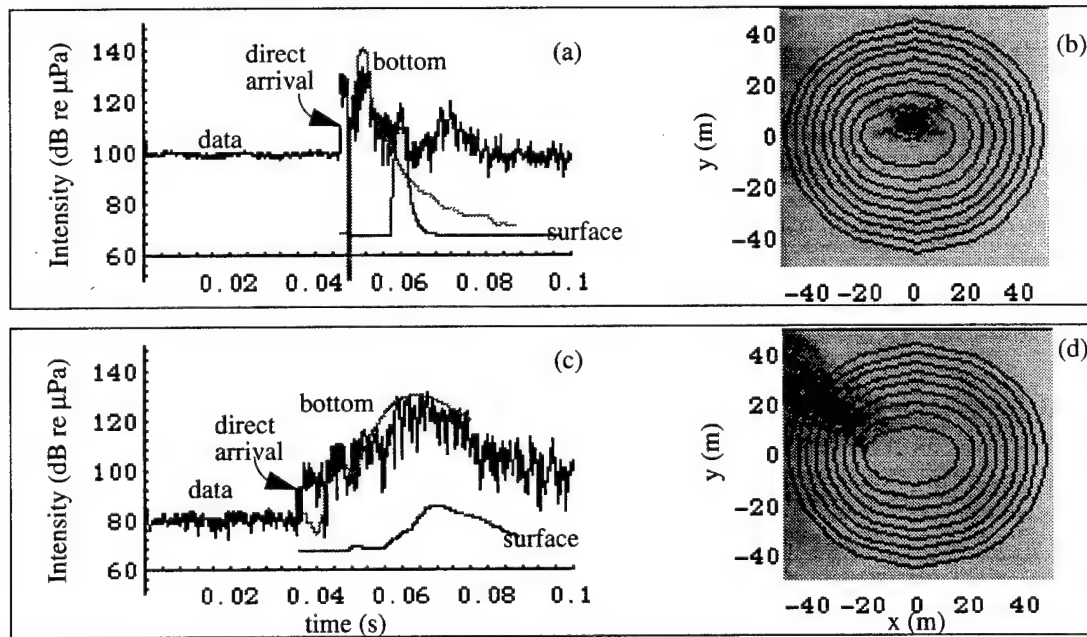 (a)
Intensity (dB re µPa)
140
120
100
80
60
direct
arrival
bottom
data
surface
0.02 0.04 0.06 0.08 0.1
(b)
y (m)
40
20
0
-20
-40
-40 -20 0 20 40
(c)
Intensity (dB re µPa)
140
120
100
80
60
direct
arrival
bottom
data
surface
0.02 0.04 0.06 0.08 0.1
time (s)
(d)
y (m)
40
20
0
-20
-40
-40 -20 0 20 40
x (m)